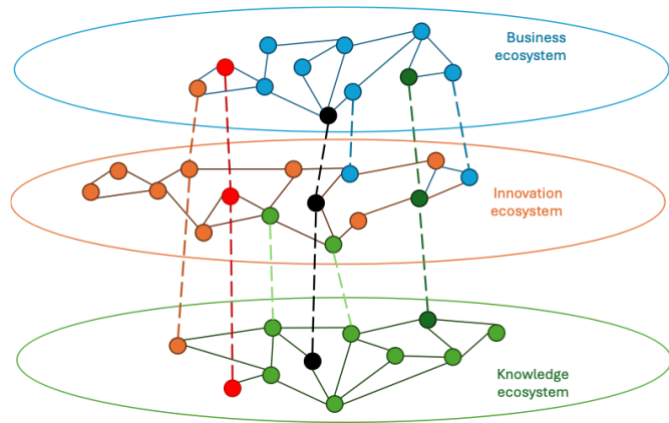 Business
ecosystem
Innovation
ecosystem
Knowledge
ecosystem